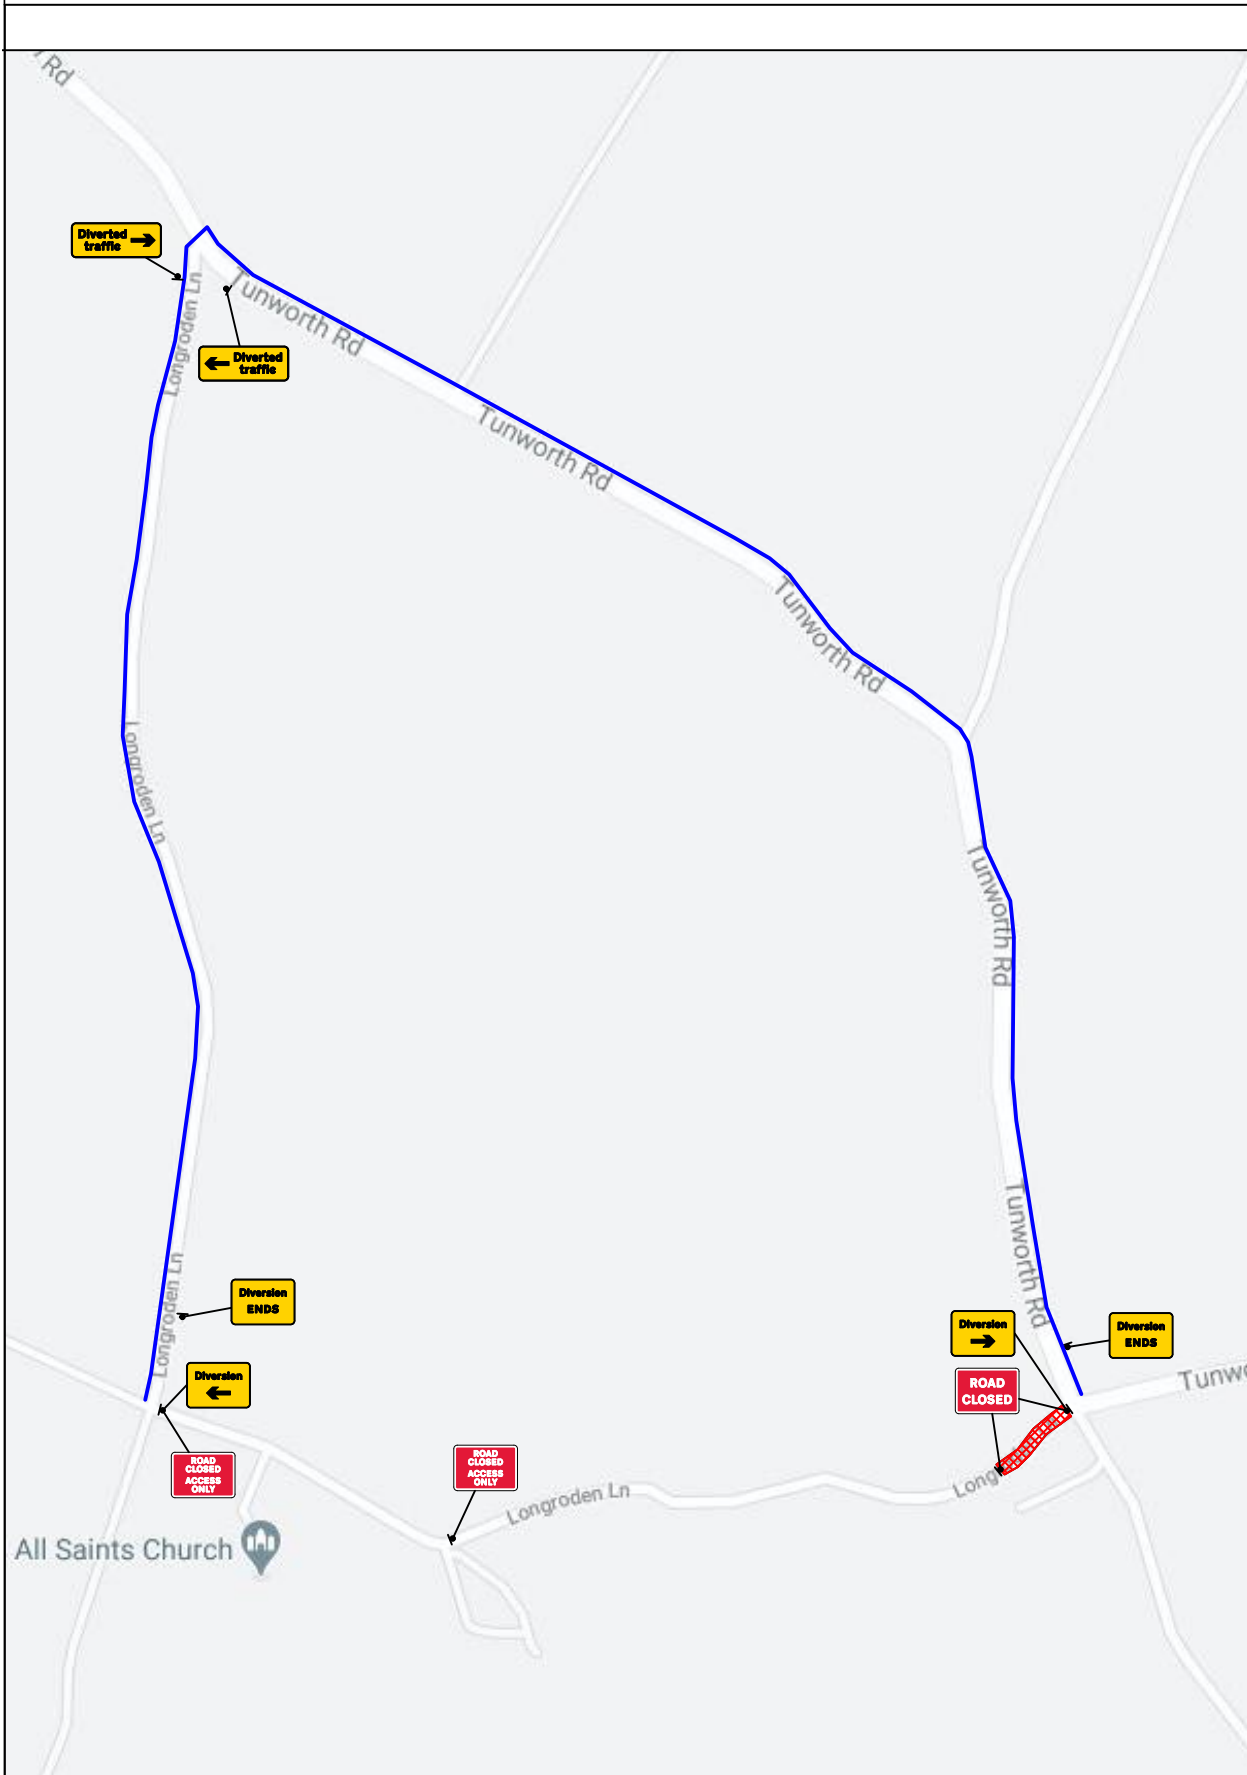 Rd
Diverted
traffic
Longroden Ln
Tunworth Rd
Diverted
traffic
Tunworth Rd
Tunworth Rd
Longroden Ln
Tunworth Rd
Tunworth Rd
Longroden Ln
Diversion
ENDS
Diversion
Diversion
ENDS
Diversion
ROAD
CLOSED
Tunwo
ROAD
CLOSED
ACCESS
ONLY
ROAD
CLOSED
ACCESS
ONLY
Longroden Ln
Long
All Saints Church